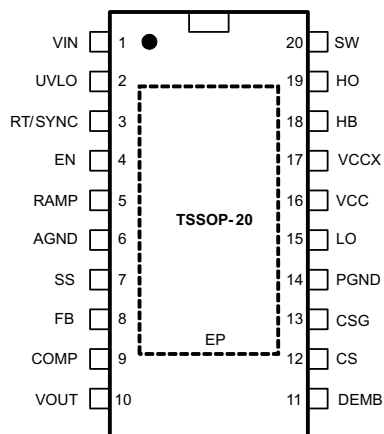 VIN 1 20 SW
UVLO 2 19 HO
RT/SYNC 3 18 HB
EN 4 17 VCCX
RAMP 5 16 VCC
TSSOP-20
AGND 6 15 LO
SS 7 14 PGND
FB 8 13 CSG
EP
COMP 9 12 CS
VOUT 10 11 DEMB